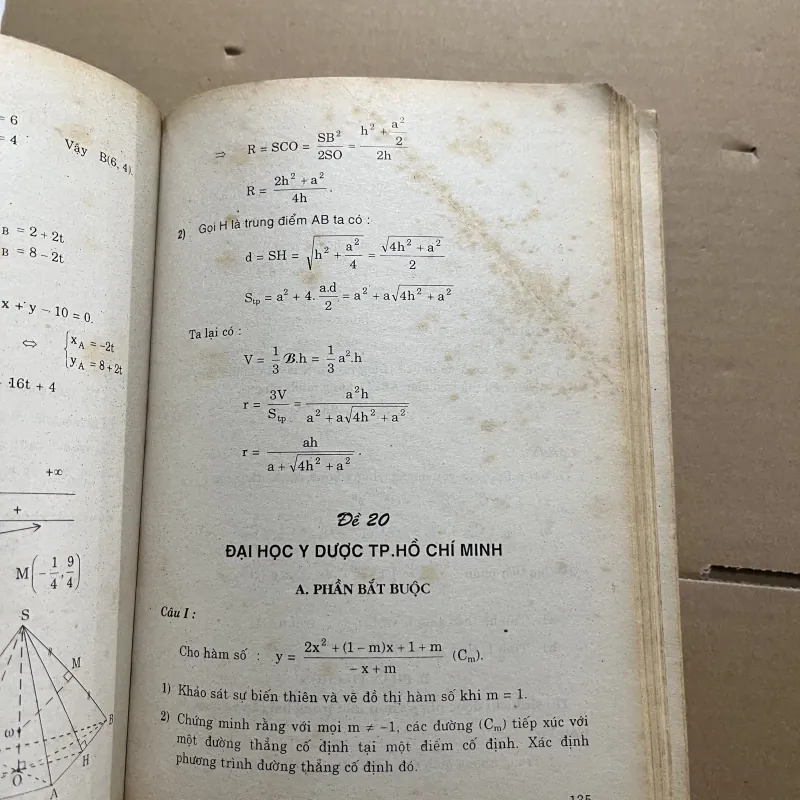 = 6
= 4
Vậy B(6, 4).
B = 2 + 2t
B = 8 - 2t
x + y - 10 = 0.
⇔ { x_A = -2t
y_A = 8 + 2t
16t + 4
+∞
+
M(-1/4, 9/4)
S
M
B
ω
H
O
A
⇒ R = SCO = SB²/2SO = (h² + a²/2)/2h
R = (2h² + a²)/4h.
2) Gọi H là trung điểm AB ta có :
d = SH = √(h² + a²/4) = √(4h² + a²)/2
S_tp = a² + 4. a.d/2 = a² + a√(4h² + a²)
Ta lại có :
V = 1/3 ℬ.h = 1/3 a².h
r = 3V/S_tp = a²h/(a² + a√(4h² + a²))
r = ah/(a + √(4h² + a²)).
Đề 20
ĐẠI HỌC Y DƯỢC TP.HỒ CHÍ MINH
A. PHẦN BẮT BUỘC
Câu I :
Cho hàm số : y = (2x² + (1 - m)x + 1 + m)/(- x + m) (C_m).
1) Khảo sát sự biến thiên và vẽ đồ thị hàm số khi m = 1.
2) Chứng minh rằng với mọi m ≠ -1, các đường (C_m) tiếp xúc với
một đường thẳng cố định tại một điểm cố định. Xác định
phương trình đường thẳng cố định đó.